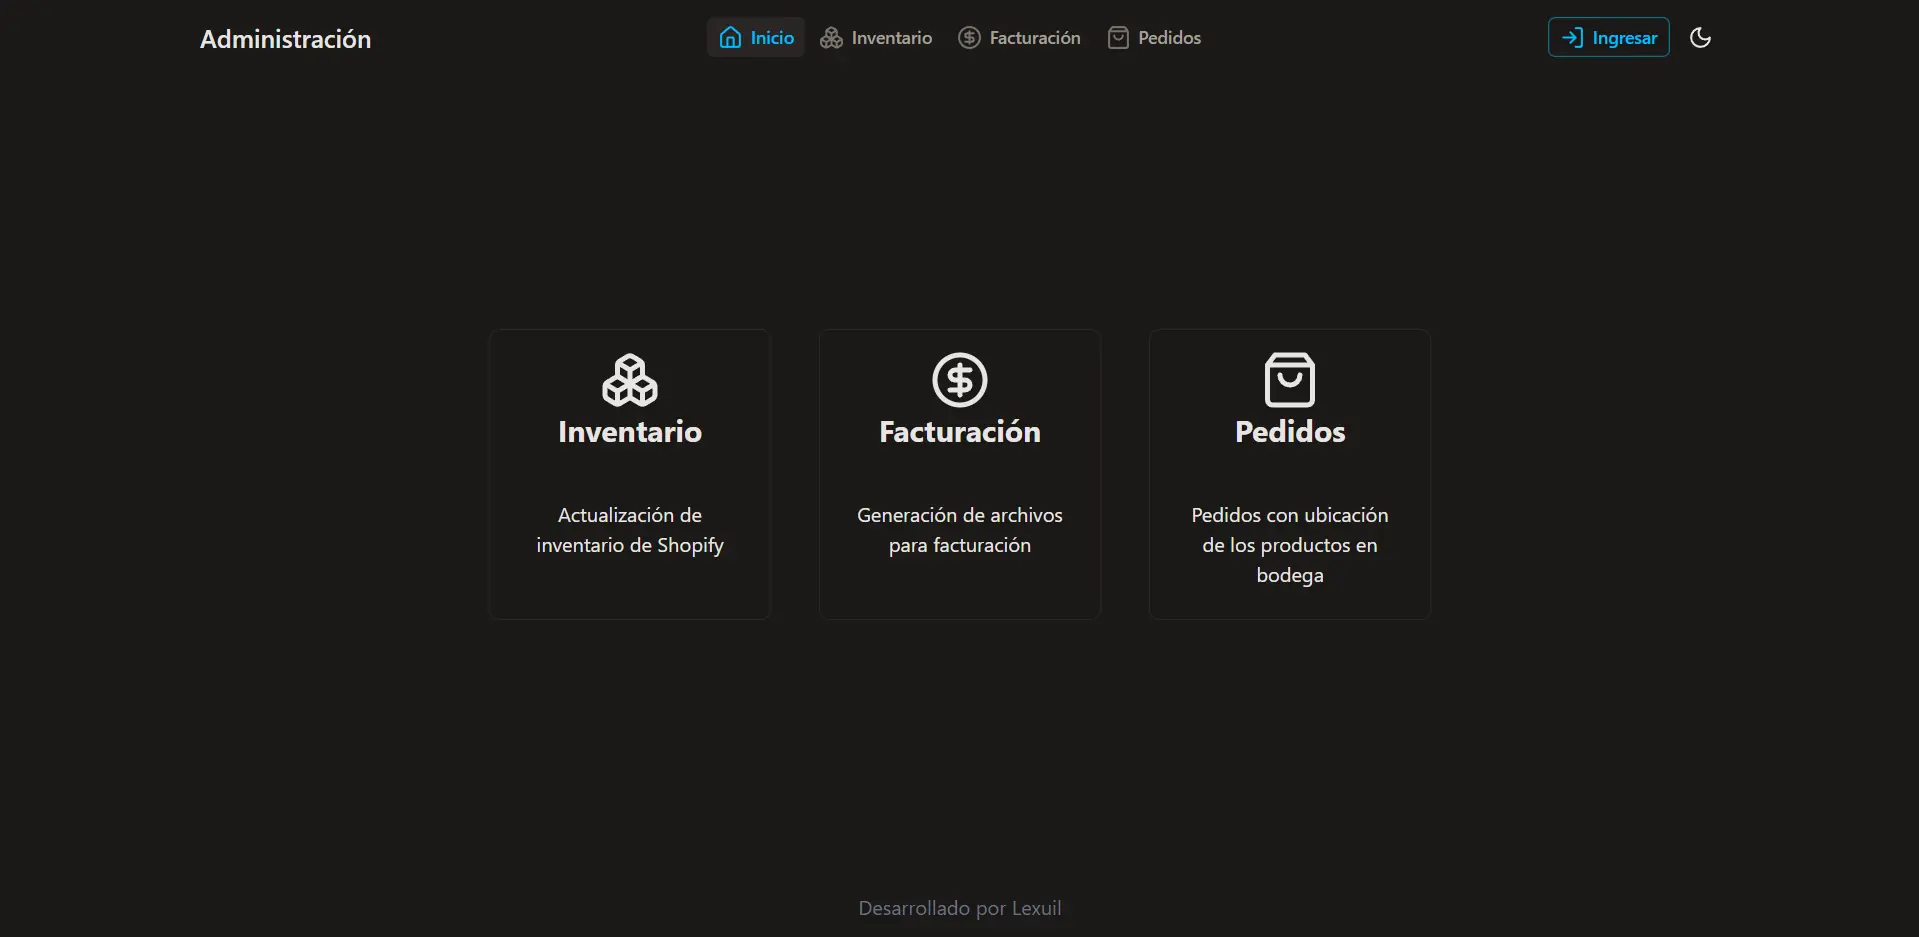 Administración
Inicio
Inventario
Facturación
Pedidos
Ingresar
Inventario
Actualización de
inventario de Shopify
Facturación
Generación de archivos
para facturación
Pedidos
Pedidos con ubicación
de los productos en
bodega
Desarrollado por Lexuil